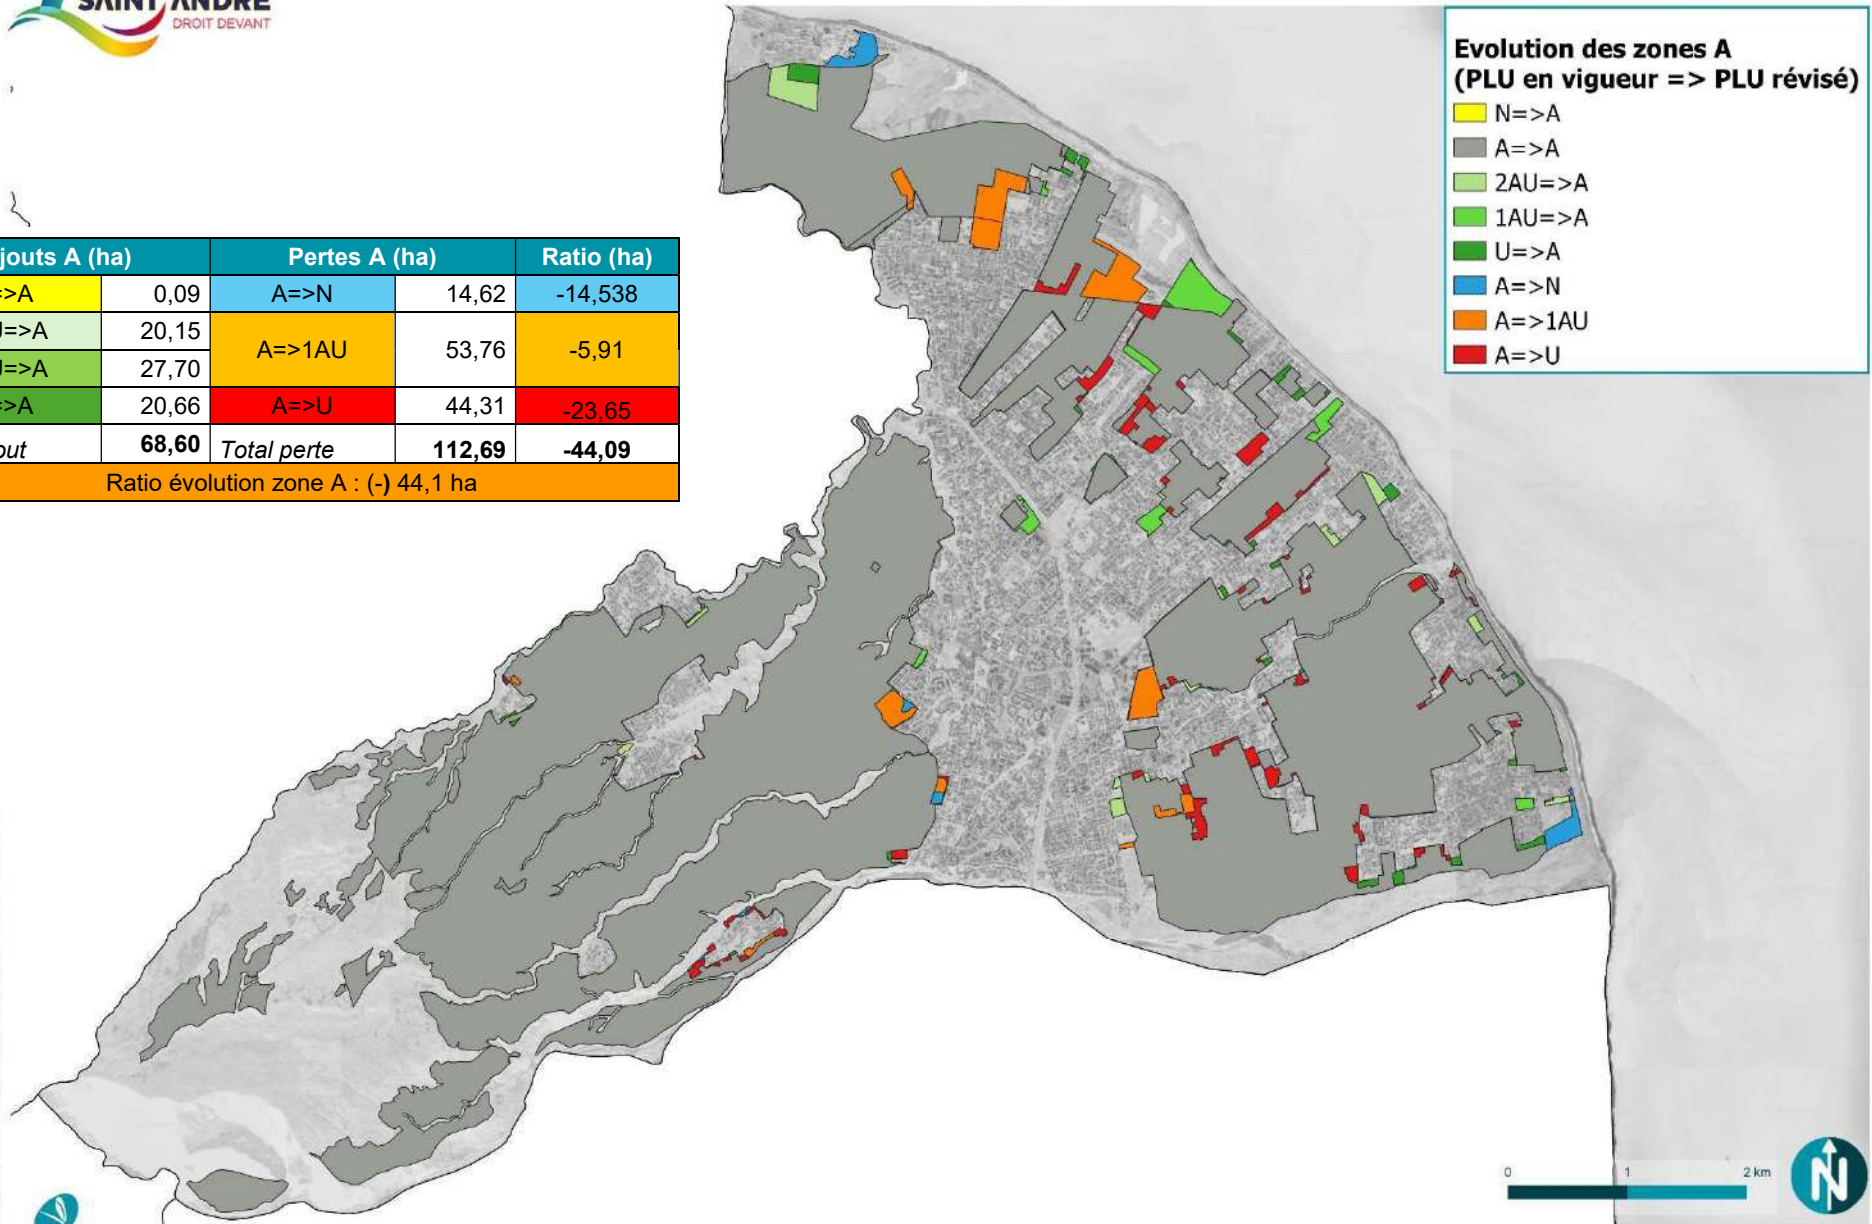 SAINT ANDRE
DROIT DEVANT
Evolution des zones A
(PLU en vigueur => PLU révisé)
N=>A
A=>A
2AU=>A
1AU=>A
U=>A
A=>N
A=>1AU
A=>U
jouts A (ha) Pertes A (ha) Ratio (ha)
=>A 0,09 A=>N 14,62 -14,538
U=>A 20,15
A=>1AU 53,76 -5,91
U=>A 27,70
=>A 20,66 A=>U 44,31 -23,65
out 68,60 Total perte 112,69 -44,09
Ratio évolution zone A : (-) 44,1 ha
0 1 2 km
N